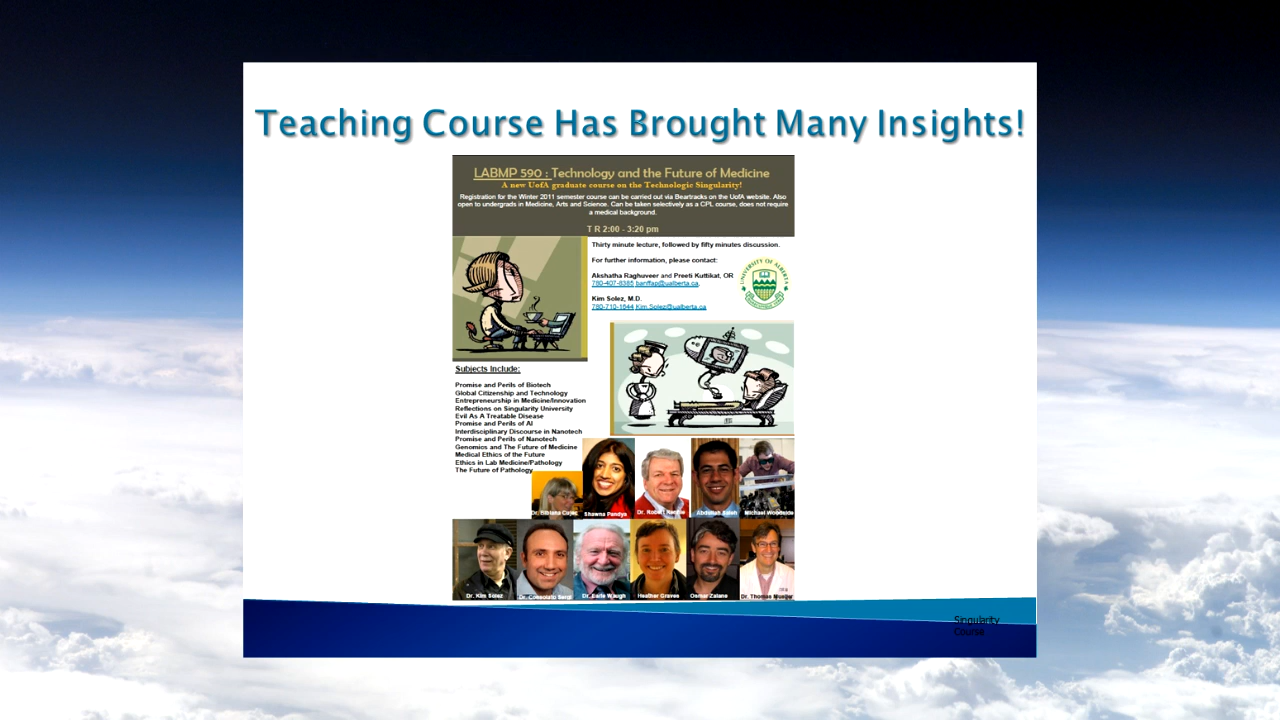 Teaching Course Has Brought Many Insights!
LABMP 590 : Technology and the Future of Medicine
A new UofA graduate course on the Technologic Singularity!
Registration for the Winter 2011 semester course can be carried out via Beartracks on the UofA website. Also
open to undergrads in Medicine, Arts and Science. Can be taken selectively as a CPL course, does not require
a medical background.
T R 2:00 - 3:20 pm
Thirty minute lecture, followed by fifty minutes discussion.
For further information, please contact:
Akshatha Raghuveer and Preeti Kuttikat, OR
780-407-8385 banffap@ualberta.ca.
Kim Solez, M.D.
780-710-1644 Kim.Solez@ualberta.ca
UNIVERSITY OF ALBERTA
Subjects Include:
Promise and Perils of Biotech
Global Citizenship and Technology
Entrepreneurship in Medicine/Innovation
Reflections on Singularity University
Evil As A Treatable Disease
Promise and Perils of AI
Interdisciplinary Discourse in Nanotech
Promise and Perils of Nanotech
Genomics and The Future of Medicine
Medical Ethics of the Future
Ethics in Lab Medicine/Pathology
The Future of Pathology
Shawna Pandya
Dr. Robert
Abdullah Saleh
Michael Woodside
Dr. Kim Solez
Dr. Consolato
Dr. Earle Waugh
Heather Graves
Osmar Zaiane
Dr. Thomas Mueller
Singularity
Course